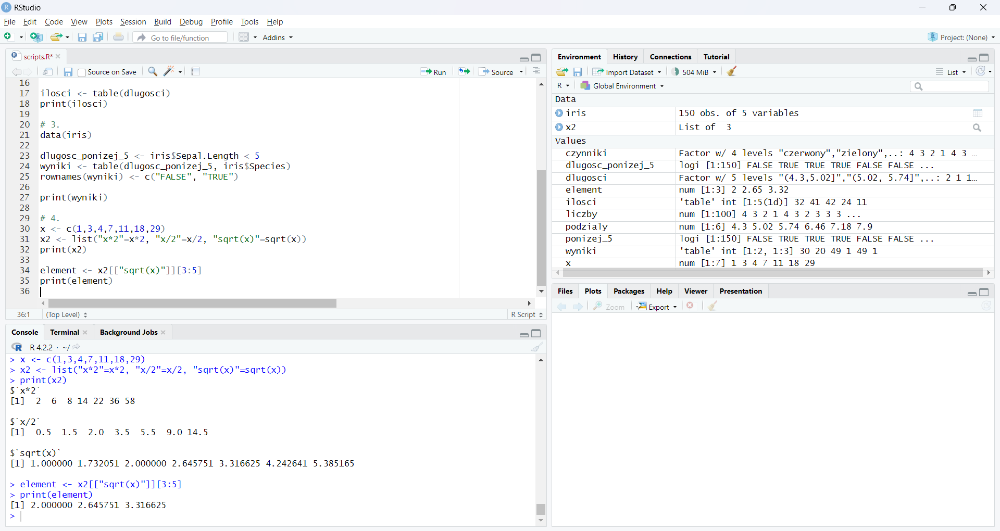 RStudio
File Edit Code View Plots Session Build Debug Profile Tools Help
Go to file/function Addins Project: (None)
scripts.R*
Source on Save Run Source
16
17 ilosci <- table(dlugosci)
18 print(ilosci)
19
20 # 3.
21 data(iris)
22
23 dlugosc_ponizej_5 <- iris$Sepal.Length < 5
24 wyniki <- table(dlugosc_ponizej_5, iris$Species)
25 rownames(wyniki) <- c("FALSE", "TRUE")
26
27 print(wyniki)
28
29 # 4.
30 x <- c(1,3,4,7,11,18,29)
31 x2 <- list("x*2"=x*2, "x/2"=x/2, "sqrt(x)"=sqrt(x))
32 print(x2)
33
34 element <- x2[["sqrt(x)"]][3:5]
35 print(element)
36
36:1 (Top Level) R Script
Console Terminal Background Jobs
R 4.2.2 · ~/
> x <- c(1,3,4,7,11,18,29)
> x2 <- list("x*2"=x*2, "x/2"=x/2, "sqrt(x)"=sqrt(x))
> print(x2)
$`x*2`
[1] 2 6 8 14 22 36 58
$`x/2`
[1] 0.5 1.5 2.0 3.5 5.5 9.0 14.5
$`sqrt(x)`
[1] 1.000000 1.732051 2.000000 2.645751 3.316625 4.242641 5.385165
> element <- x2[["sqrt(x)"]][3:5]
> print(element)
[1] 2.000000 2.645751 3.316625
>
Environment History Connections Tutorial
Import Dataset 504 MiB List
R Global Environment
Data
iris 150 obs. of 5 variables
x2 List of 3
Values
czynniki Factor w/ 4 levels "czerwony","zielony",..: 4 3 2 1 4 3 …
dlugosc_ponizej_5 logi [1:150] FALSE TRUE TRUE TRUE FALSE FALSE ...
dlugosci Factor w/ 5 levels "(4.3,5.02]","(5.02, 5.74]",..: 2 1 1…
element num [1:3] 2 2.65 3.32
ilosci 'table' int [1:5(1d)] 32 41 42 24 11
liczby num [1:100] 4 3 2 1 4 3 2 3 3 3 ...
podzialy num [1:6] 4.3 5.02 5.74 6.46 7.18 7.9
ponizej_5 logi [1:150] FALSE TRUE TRUE TRUE FALSE FALSE ...
wyniki 'table' int [1:2, 1:3] 30 20 49 1 49 1
x num [1:7] 1 3 4 7 11 18 29
Files Plots Packages Help Viewer Presentation
Zoom Export